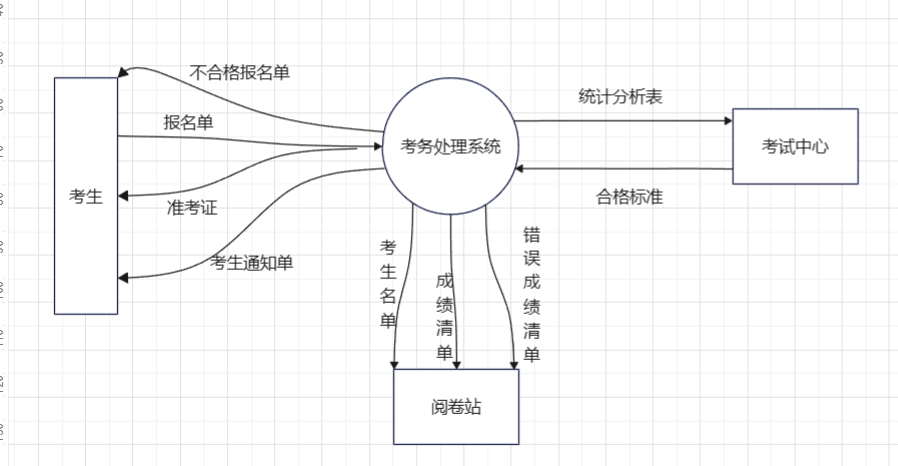 不合格报名单
报名单
考生
准考证
考生通知单
考务处理系统
统计分析表
考试中心
合格标准
考生名单
成绩清单
错误成绩清单
阅卷站